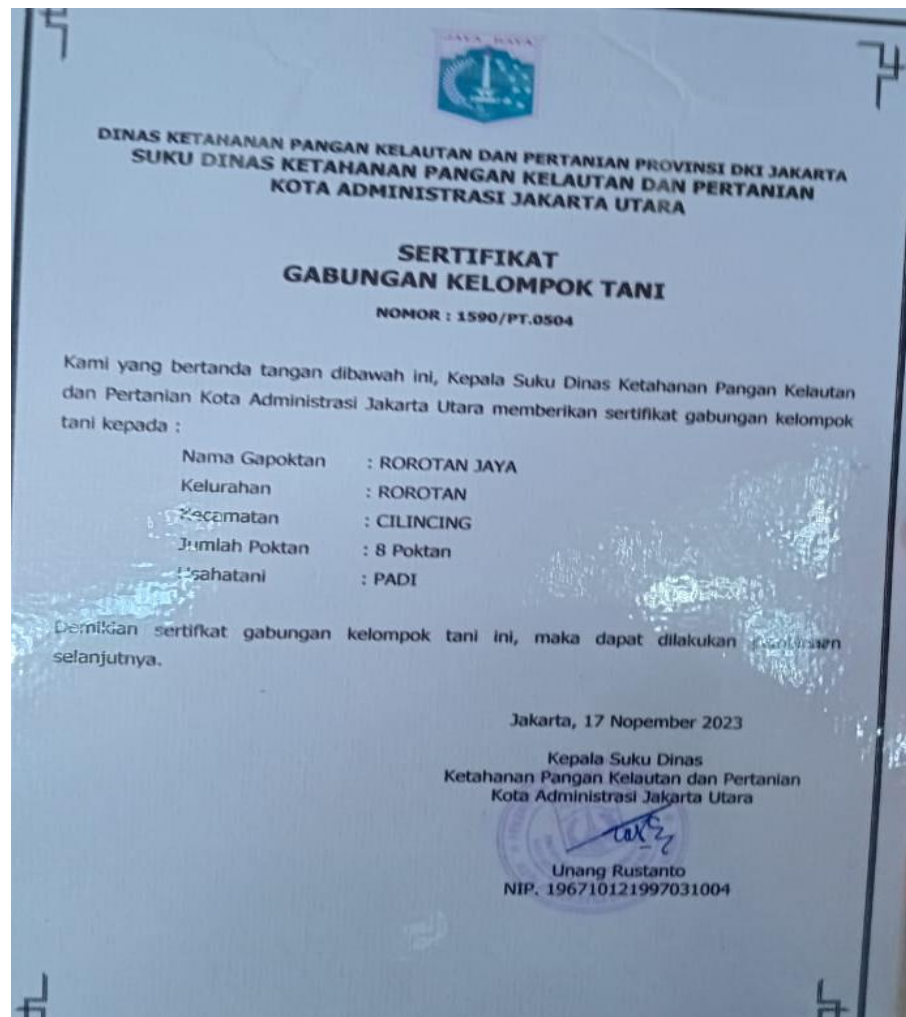 JAYA RAYA
DINAS KETAHANAN PANGAN KELAUTAN DAN PERTANIAN PROVINSI DKI JAKARTA
SUKU DINAS KETAHANAN PANGAN KELAUTAN DAN PERTANIAN
KOTA ADMINISTRASI JAKARTA UTARA
SERTIFIKAT
GABUNGAN KELOMPOK TANI
NOMOR : 1590/PT.0504
Kami yang bertanda tangan dibawah ini, Kepala Suku Dinas Ketahanan Pangan Kelautan
dan Pertanian Kota Administrasi Jakarta Utara memberikan sertifikat gabungan kelompok
tani kepada :
Nama Gapoktan : ROROTAN JAYA
Kelurahan : ROROTAN
Kecamatan : CILINCING
Jumlah Poktan : 8 Poktan
Usahatani : PADI
Demikian sertifkat gabungan kelompok tani ini, maka dapat dilakukan
selanjutnya.
Jakarta, 17 Nopember 2023
Kepala Suku Dinas
Ketahanan Pangan Kelautan dan Pertanian
Kota Administrasi Jakarta Utara
Unang Rustanto
NIP. 196710121997031004